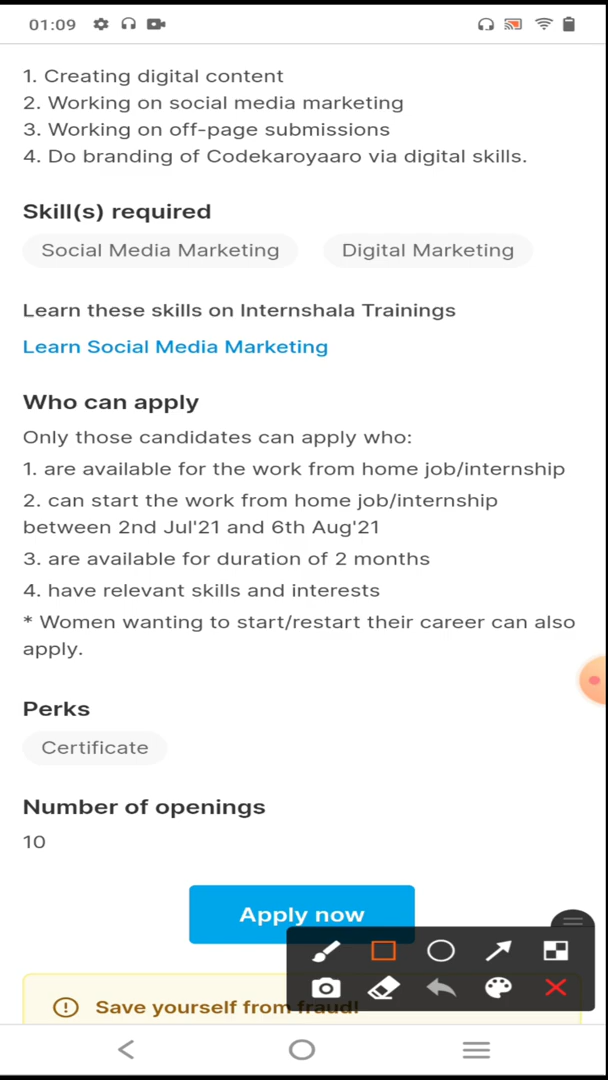 01:09
1. Creating digital content
2. Working on social media marketing
3. Working on off-page submissions
4. Do branding of Codekaroyaaro via digital skills.
Skill(s) required
Social Media Marketing Digital Marketing
Learn these skills on Internshala Trainings
Learn Social Media Marketing
Who can apply
Only those candidates can apply who:
1. are available for the work from home job/internship
2. can start the work from home job/internship
between 2nd Jul'21 and 6th Aug'21
3. are available for duration of 2 months
4. have relevant skills and interests
* Women wanting to start/restart their career can also
apply.
Perks
Certificate
Number of openings
10
Apply now
Save yourself from fraud!